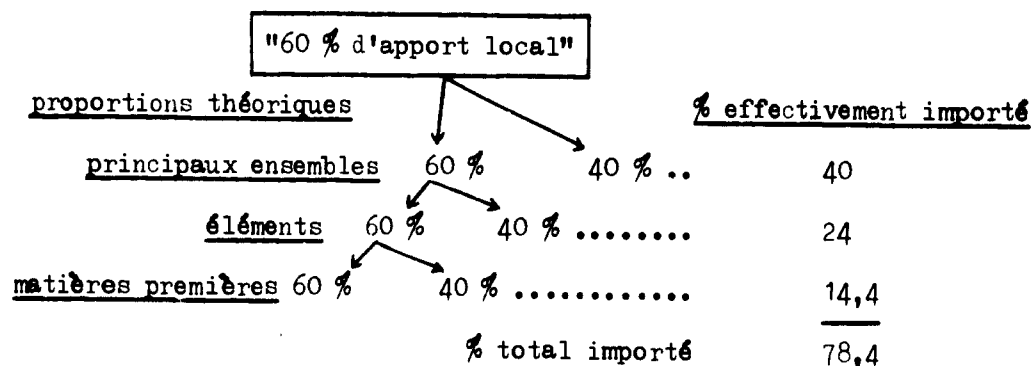 "60 % d'apport local"
proportions théoriques % effectivement importé
principaux ensembles 60 % 40 % .. 40
éléments 60 % 40 % ........ 24
matières premières 60 % 40 % ............ 14,4
% total importé 78,4